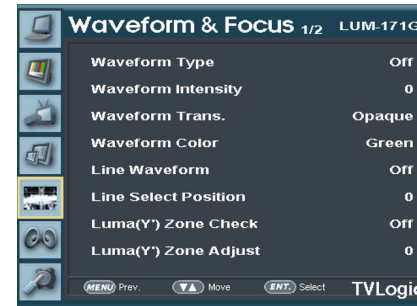 Waveform & Focus 1/2 LUM-171G
Waveform Type Off
Waveform Intensity 0
Waveform Trans. Opaque
Waveform Color Green
Line Waveform Off
Line Select Position 0
Luma(Y') Zone Check Off
Luma(Y') Zone Adjust 0
MENU Prev. ▼▲ Move ENT. Select TVLogic